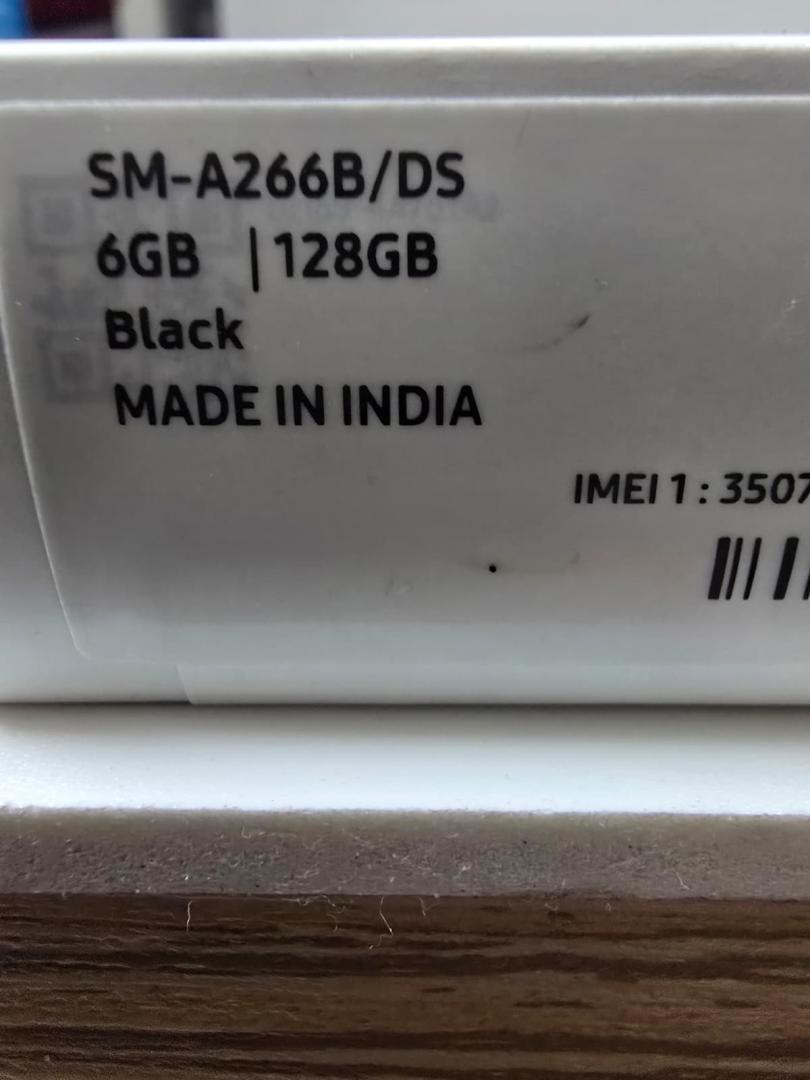 SM-A266B/DS
6GB | 128GB
Black
MADE IN INDIA
IMEI 1 : 3507